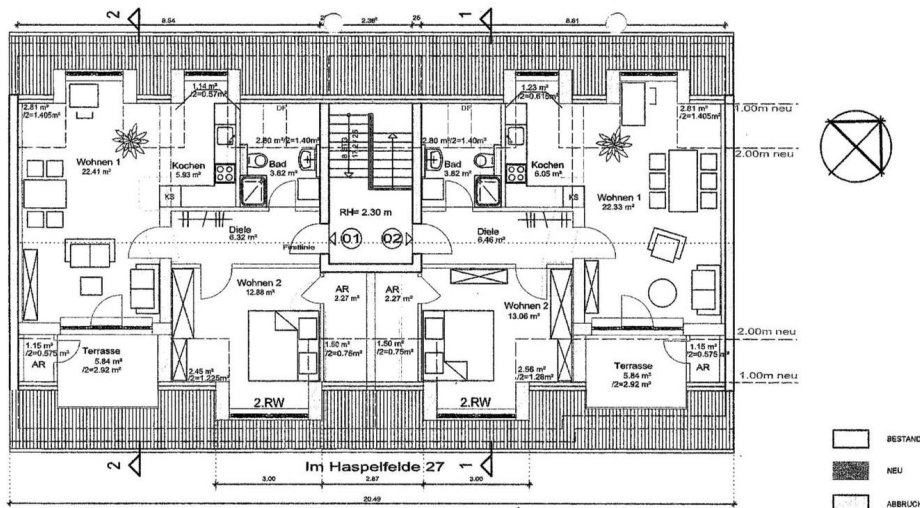 2
1
8.54
2.36⁵
25
8.61
1.14 m²
/2=0.57m²
1.23 m²
/2=0.615m²
2.81 m²
/2=1.405m²
DF
DF
2.81 m²
/2=1.405m²
1.00m neu
2.80 m²/2=1.40m²
2.80 m²/2=1.40m²
2.00m neu
Wohnen 1
22.41 m²
Kochen
5.93 m²
Bad
3.82 m²
Bad
3.82 m²
Kochen
6.05 m²
Wohnen 1
22.33 m²
KS
KS
RH= 2.30 m
Diele
6.32 m²
Firstlinie
01
02
Diele
6.46 m²
Wohnen 2
12.88 m²
AR
2.27 m²
AR
2.27 m²
Wohnen 2
13.06 m²
2.00m neu
1.15 m²
/2=0.575 m²
AR
Terrasse
5.84 m²
/2=2.92 m²
1.50 m²
/2=0.75m²
1.50 m²
/2=0.75m²
Terrasse
5.84 m²
/2=2.92 m²
1.15 m²
/2=0.575 m²
AR
2.45 m²
/2=1.225m²
2.56 m²
/2=1.28m²
1.00m neu
2.RW
2.RW
2
1
Im Haspelfelde 27
3.00
2.87
3.00
20.49
BESTAND
NEU
ABBRUCH